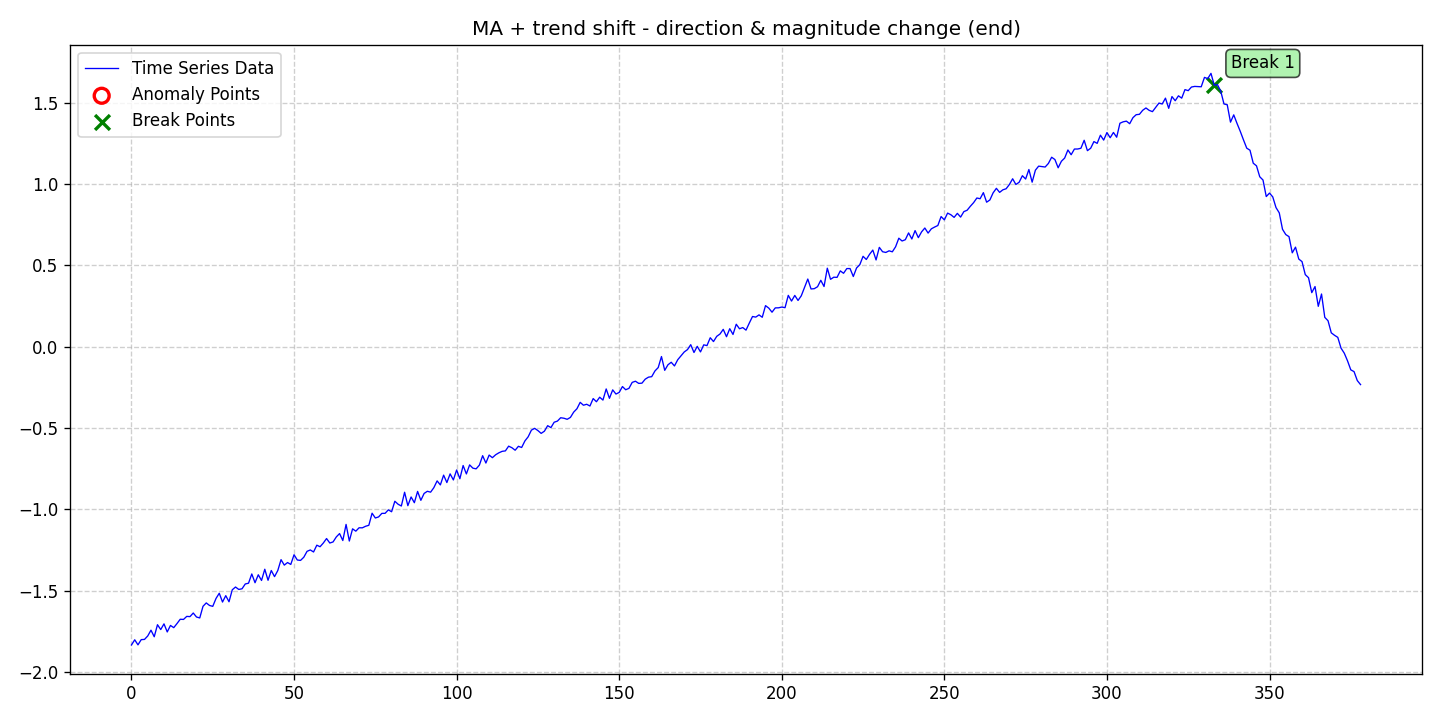 MA + trend shift - direction & magnitude change (end)
Break 1
Time Series Data
Anomaly Points
Break Points
1.5
1.0
0.5
0.0
−0.5
−1.0
−1.5
−2.0
0 50 100 150 200 250 300 350